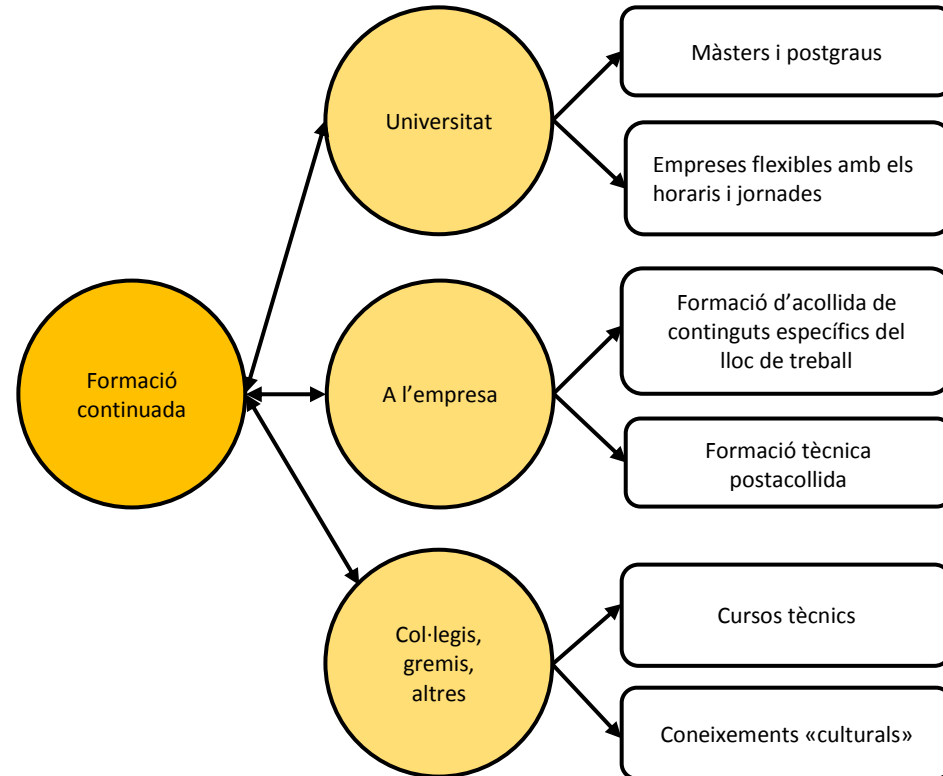 Formació
continuada
Universitat
Màsters i postgraus
Empreses flexibles amb els
horaris i jornades
A l’empresa
Formació d’acollida de
continguts específics del
lloc de treball
Formació tècnica
postacollida
Col·legis,
gremis,
altres
Cursos tècnics
Coneixements «culturals»